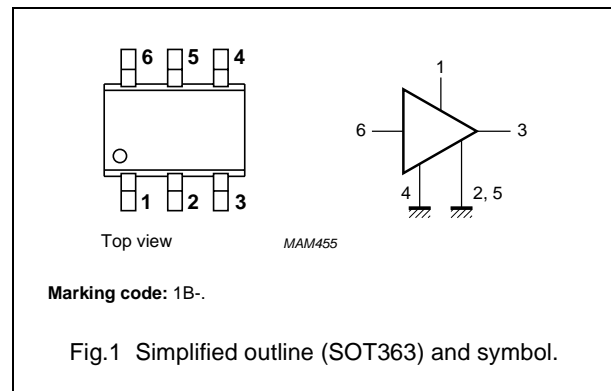 6 5 4
1 2 3
Top view
MAM455
1
6
3
4
2, 5
Marking code: 1B-.
Fig.1 Simplified outline (SOT363) and symbol.